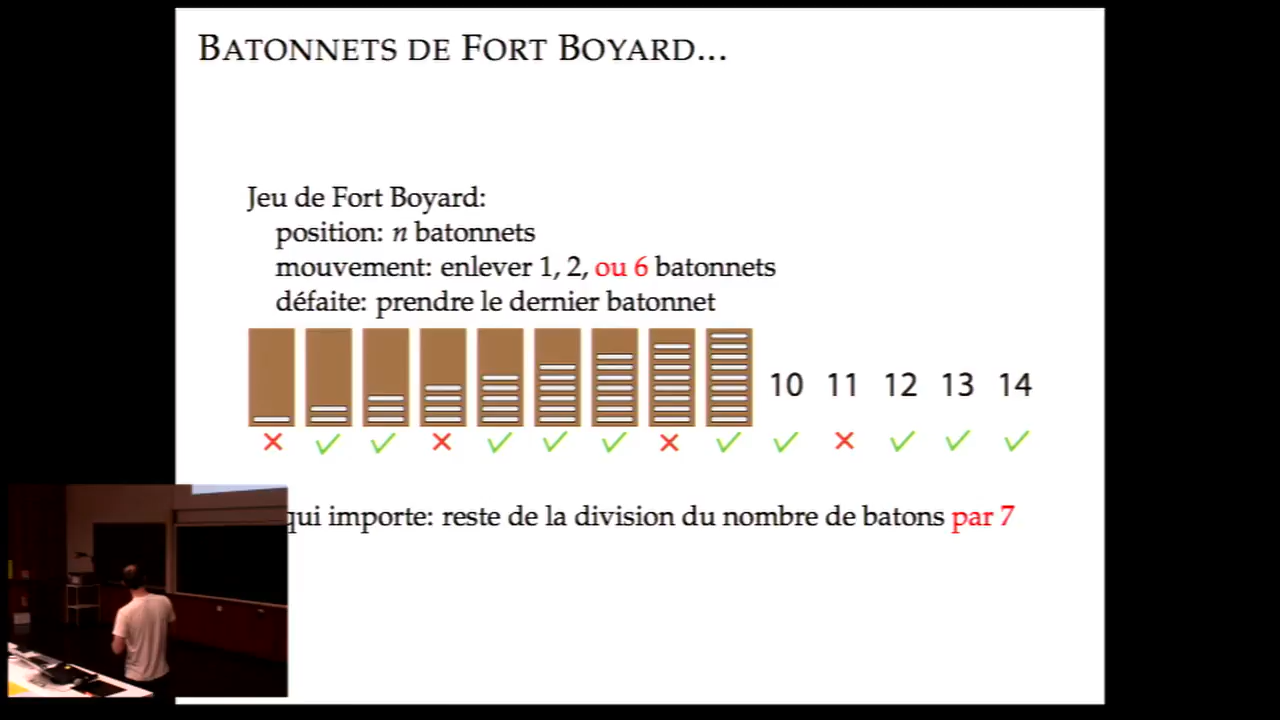 BATONNETS DE FORT BOYARD...
Jeu de Fort Boyard:
position: n batonnets
mouvement: enlever 1, 2, ou 6 batonnets
défaite: prendre le dernier batonnet
10 11 12 13 14
qui importe: reste de la division du nombre de batons par 7